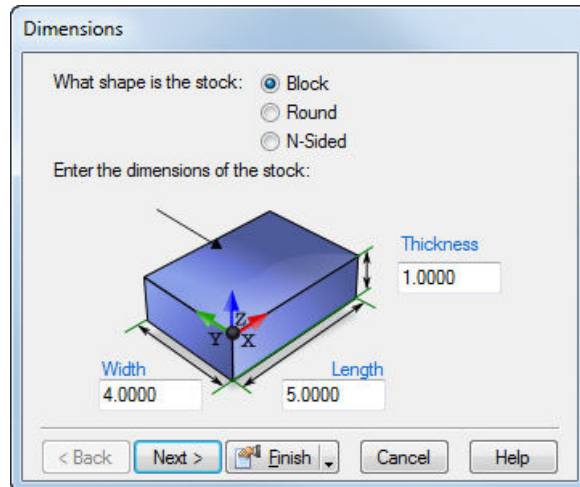 Dimensions
What shape is the stock: Block
Round
N-Sided
Enter the dimensions of the stock:
Thickness
1.0000
Z
Y X
Width Length
4.0000 5.0000
< Back Next > Finish Cancel Help